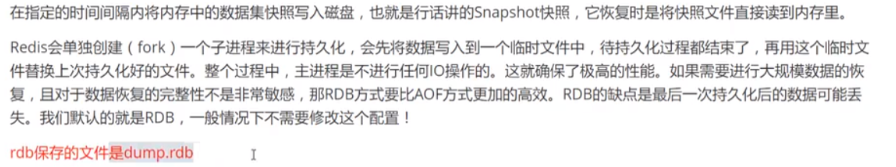 在指定的时间间隔内将内存中的数据集快照写入磁盘，也就是行话讲的Snapshot快照，它恢复时是将快照文件直接读到内存里。
Redis会单独创建（fork）一个子进程来进行持久化，会先将数据写入到一个临时文件中，待持久化过程都结束了，再用这个临时文
件替换上次持久化好的文件。整个过程中，主进程是不进行任何IO操作的。这就确保了极高的性能。如果需要进行大规模数据的恢
复，且对于数据恢复的完整性不是非常敏感，那RDB方式要比AOF方式更加的高效。RDB的缺点是最后一次持久化后的数据可能丢
失。我们默认的就是RDB，一般情况下不需要修改这个配置！
rdb保存的文件是dump.rdb